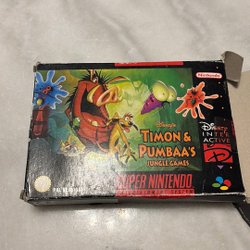 Nintendo
Disney's
TIMON &
PUMBAA'S
JUNGLE GAMES
Disney
INTER
ACTIVE
SUPER NINTENDO